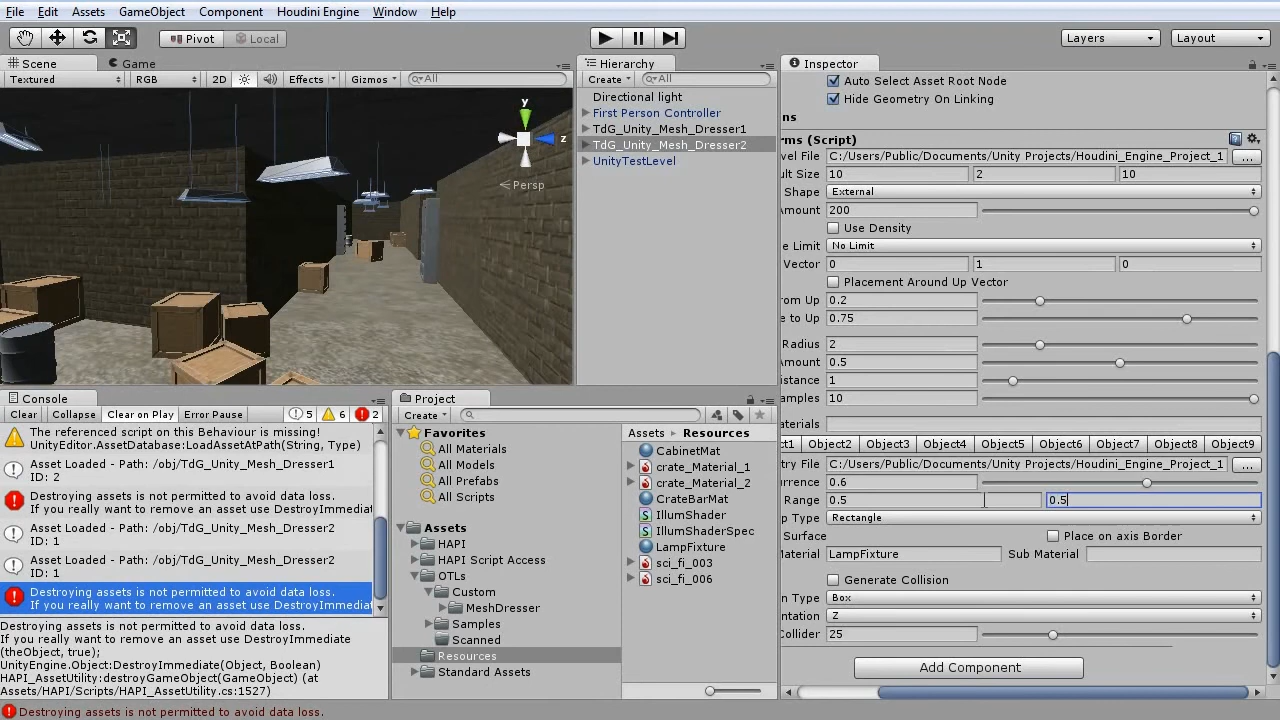 File Edit Assets GameObject Component Houdini Engine Window Help
Pivot Local Layers Layout
Scene Game
Textured RGB 2D Effects Gizmos All
y
z
Persp
Hierarchy
Create All
Directional light
First Person Controller
TdG_Unity_Mesh_Dresser1
TdG_Unity_Mesh_Dresser2
UnityTestLevel
Inspector
Auto Select Asset Root Node
Hide Geometry On Linking
ns
rms (Script)
vel File C:/Users/Public/Documents/Unity Projects/Houdini_Engine_Project_1 ...
ult Size 10 2 10
Shape External
Amount 200
Use Density
e Limit No Limit
Vector 0 1 0
Placement Around Up Vector
rom Up 0.2
e to Up 0.75
Radius 2
Amount 0.5
istance 1
amples 10
laterials
ct1 Object2 Object3 Object4 Object5 Object6 Object7 Object8 Object9
try File C:/Users/Public/Documents/Unity Projects/Houdini_Engine_Project_1 ...
urrence 0.6
Range 0.5 0.5
p Type Rectangle
Surface Place on axis Border
aterial LampFixture Sub Material
Generate Collision
n Type Box
ntation Z
Collider 25
Add Component
Console
Clear Collapse Clear on Play Error Pause 5 6 2
The referenced script on this Behaviour is missing!
UnityEditor.AssetDatabase:LoadAssetAtPath(String, Type)
Asset Loaded - Path: /obj/TdG_Unity_Mesh_Dresser1
ID: 2
Destroying assets is not permitted to avoid data loss.
If you really want to remove an asset use DestroyImmediat
Asset Loaded - Path: /obj/TdG_Unity_Mesh_Dresser2
ID: 1
Asset Loaded - Path: /obj/TdG_Unity_Mesh_Dresser2
ID: 1
Destroying assets is not permitted to avoid data loss.
If you really want to remove an asset use DestroyImmediat
Destroying assets is not permitted to avoid data loss.
If you really want to remove an asset use DestroyImmediate
(theObject, true);
UnityEngine.Object:DestroyImmediate(Object, Boolean)
HAPI_AssetUtility:destroyGameObject(GameObject) (at
Assets/HAPI/Scripts/HAPI_AssetUtility.cs:1527)
Destroying assets is not permitted to avoid data loss.
Project
Create
Favorites
All Materials
All Models
All Prefabs
All Scripts
Assets
HAPI
HAPI Script Access
OTLs
Custom
MeshDresser
Samples
Scanned
Resources
Standard Assets
Assets Resources
CabinetMat
crate_Material_1
crate_Material_2
CrateBarMat
IllumShader
IllumShaderSpec
LampFixture
sci_fi_003
sci_fi_006